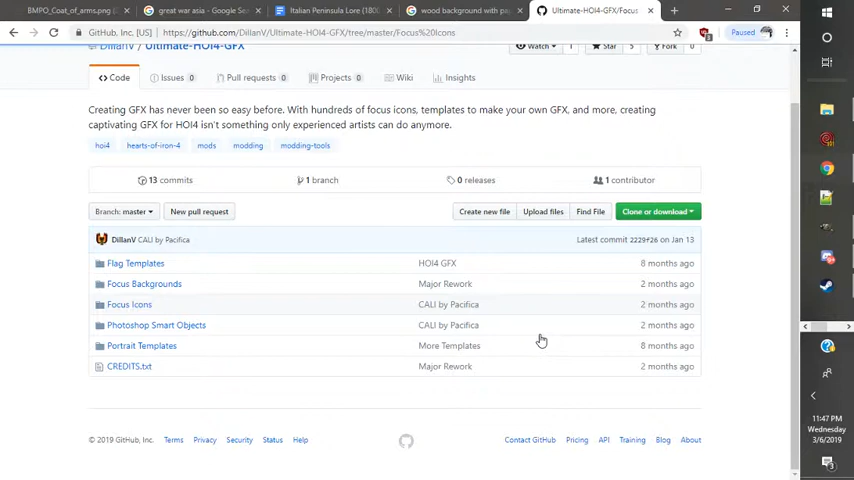 BMPO_Coat_of_arms.png (3300×
great war asia - Google Sear
Italian Peninsula Lore (1800
wood background with pap
Ultimate-HOI4-GFX/Focus
GitHub, Inc. [US]
https://github.com/DillanV/Ultimate-HOI4-GFX/tree/master/Focus%20Icons
Paused
DillanV / Ultimate-HOI4-GFX
Watch 1
Star 5
Fork 0
Code
Issues 0
Pull requests 0
Projects 0
Wiki
Insights
Creating GFX has never been so easy before. With hundreds of focus icons, templates to make your own GFX, and more, creating
captivating GFX for HOI4 isn't something only experienced artists can do anymore.
hoi4 hearts-of-iron-4 mods modding modding-tools
13 commits
1 branch
0 releases
1 contributor
Branch: master
New pull request
Create new file
Upload files
Find File
Clone or download
DillanV CALI by Pacifica
Latest commit 2229f26 on Jan 13
Flag Templates HOI4 GFX 8 months ago
Focus Backgrounds Major Rework 2 months ago
Focus Icons CALI by Pacifica 2 months ago
Photoshop Smart Objects CALI by Pacifica 2 months ago
Portrait Templates More Templates 8 months ago
CREDITS.txt Major Rework 2 months ago
© 2019 GitHub, Inc. Terms Privacy Security Status Help
Contact GitHub Pricing API Training Blog About
11:47 PM
Wednesday
3/6/2019